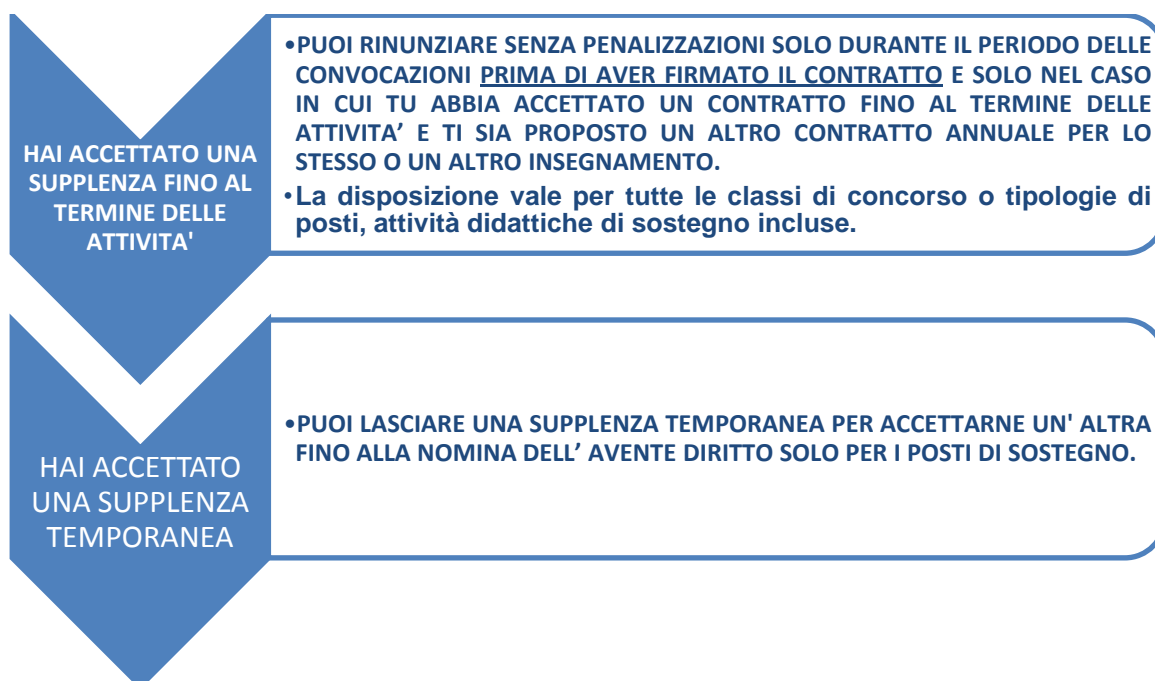 HAI ACCETTATO UNA
SUPPLENZA FINO AL
TERMINE DELLE
ATTIVITA'
•PUOI RINUNZIARE SENZA PENALIZZAZIONI SOLO DURANTE IL PERIODO DELLE
CONVOCAZIONI PRIMA DI AVER FIRMATO IL CONTRATTO E SOLO NEL CASO
IN CUI TU ABBIA ACCETTATO UN CONTRATTO FINO AL TERMINE DELLE
ATTIVITA’ E TI SIA PROPOSTO UN ALTRO CONTRATTO ANNUALE PER LO
STESSO O UN ALTRO INSEGNAMENTO.
•La disposizione vale per tutte le classi di concorso o tipologie di
posti, attività didattiche di sostegno incluse.
HAI ACCETTATO
UNA SUPPLENZA
TEMPORANEA
•PUOI LASCIARE UNA SUPPLENZA TEMPORANEA PER ACCETTARNE UN' ALTRA
FINO ALLA NOMINA DELL’ AVENTE DIRITTO SOLO PER I POSTI DI SOSTEGNO.